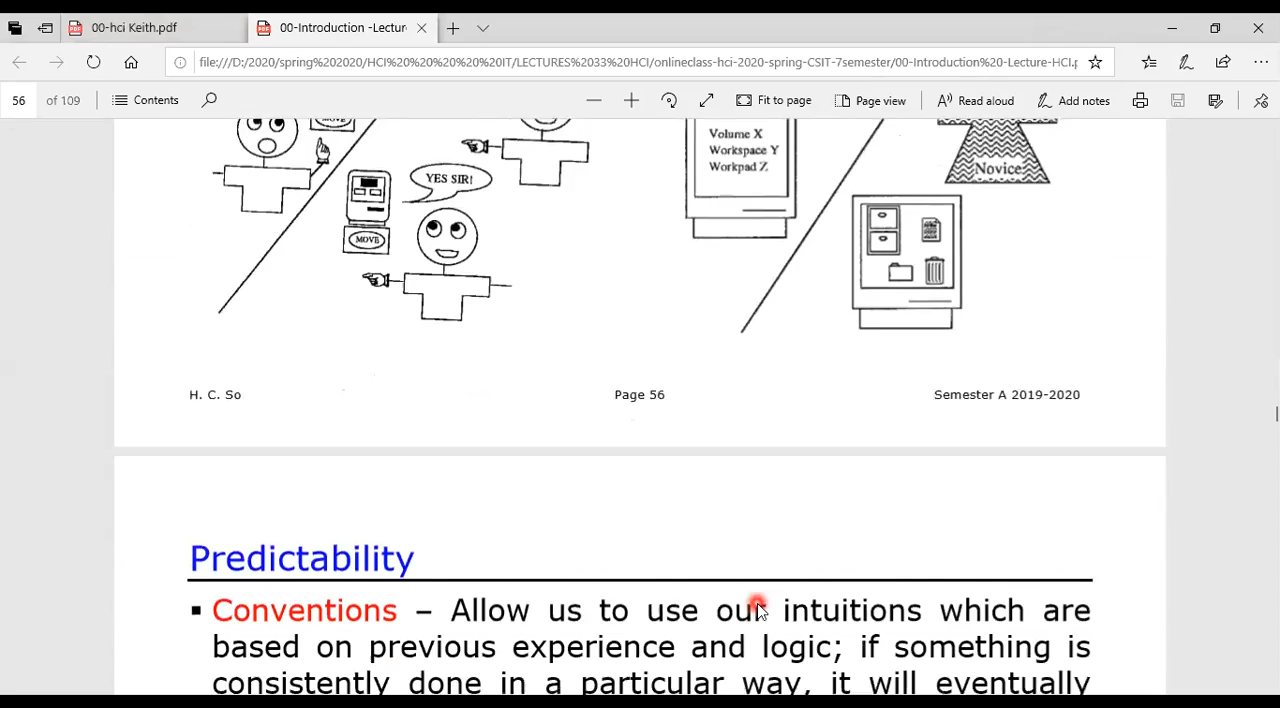 00-hci Keith.pdf
00-Introduction -Lectur
file:///D:/2020/spring%202020/HCI%20%20%20%20%20IT/LECTURES%2033%20HCI/onlineclass-hci-2020-spring-CSIT-7semester/00-Introduction%20-Lecture-HCI.p
56 of 109
Contents
Fit to page
Page view
Read aloud
Add notes
MOVE
YES SIR!
MOVE
Volume X
Workspace Y
Workpad Z
Novice
H. C. So
Page 56
Semester A 2019-2020
Predictability
▪ Conventions – Allow us to use our intuitions which are
based on previous experience and logic; if something is
consistently done in a particular way, it will eventually